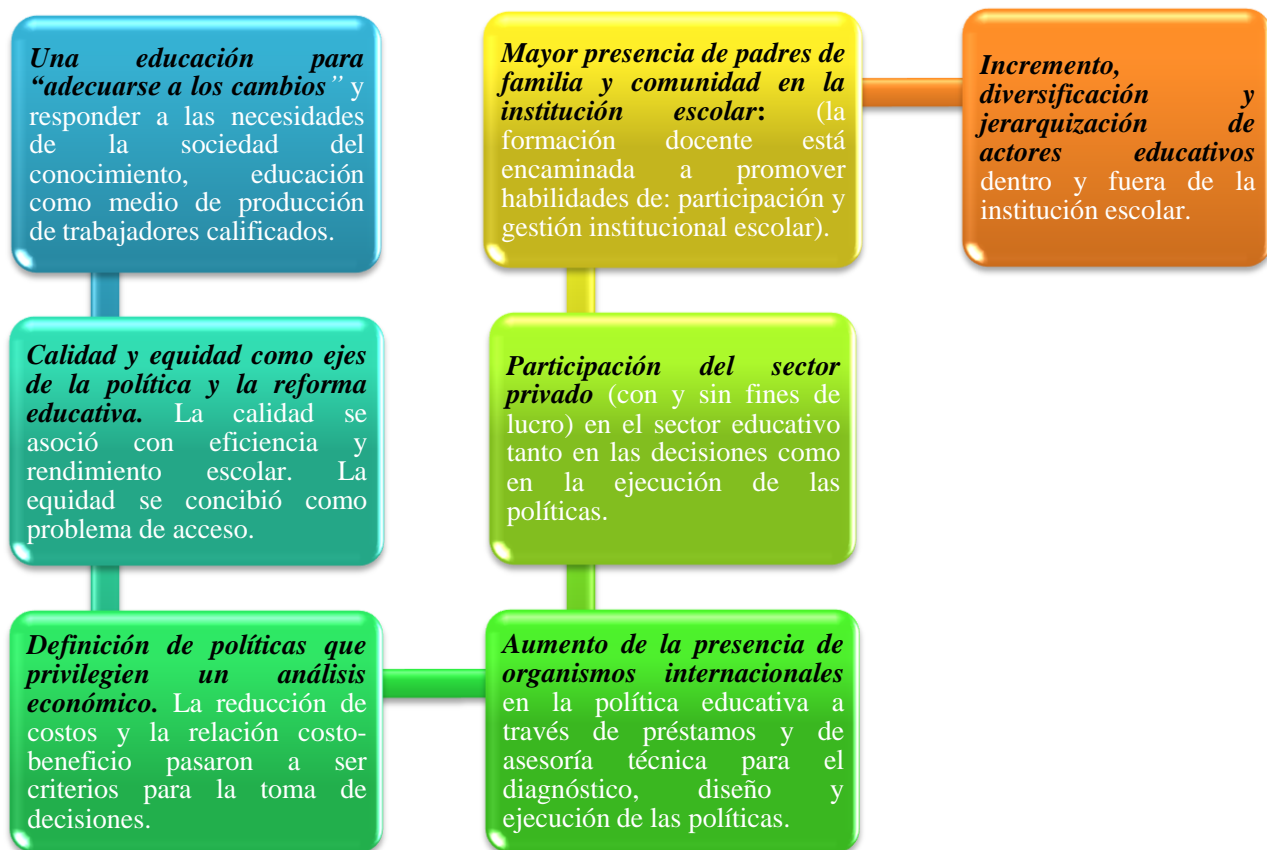 Una educación para
“adecuarse a los cambios” y
responder a las necesidades
de la sociedad del
conocimiento, educación
como medio de producción
de trabajadores calificados.
Calidad y equidad como ejes
de la política y la reforma
educativa. La calidad se
asoció con eficiencia y
rendimiento escolar. La
equidad se concibió como
problema de acceso.
Definición de políticas que
privilegien un análisis
económico. La reducción de
costos y la relación costo-
beneficio pasaron a ser
criterios para la toma de
decisiones.
Aumento de la presencia de
organismos internacionales
en la política educativa a
través de préstamos y de
asesoría técnica para el
diagnóstico, diseño y
ejecución de las políticas.
Participación del sector
privado (con y sin fines de
lucro) en el sector educativo
tanto en las decisiones como
en la ejecución de las
políticas.
Mayor presencia de padres de
familia y comunidad en la
institución escolar: (la
formación docente está
encaminada a promover
habilidades de: participación y
gestión institucional escolar).
Incremento,
diversificación y
jerarquización de
actores educativos
dentro y fuera de la
institución escolar.